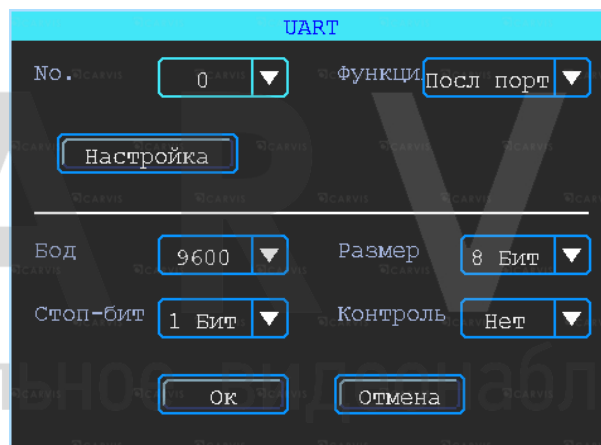 UART
No. 0 Функци Посл порт
Настройка
Бод 9600 Размер 8 Бит
Стоп-бит 1 Бит Контроль Нет
Ок Отмена
CARVIS